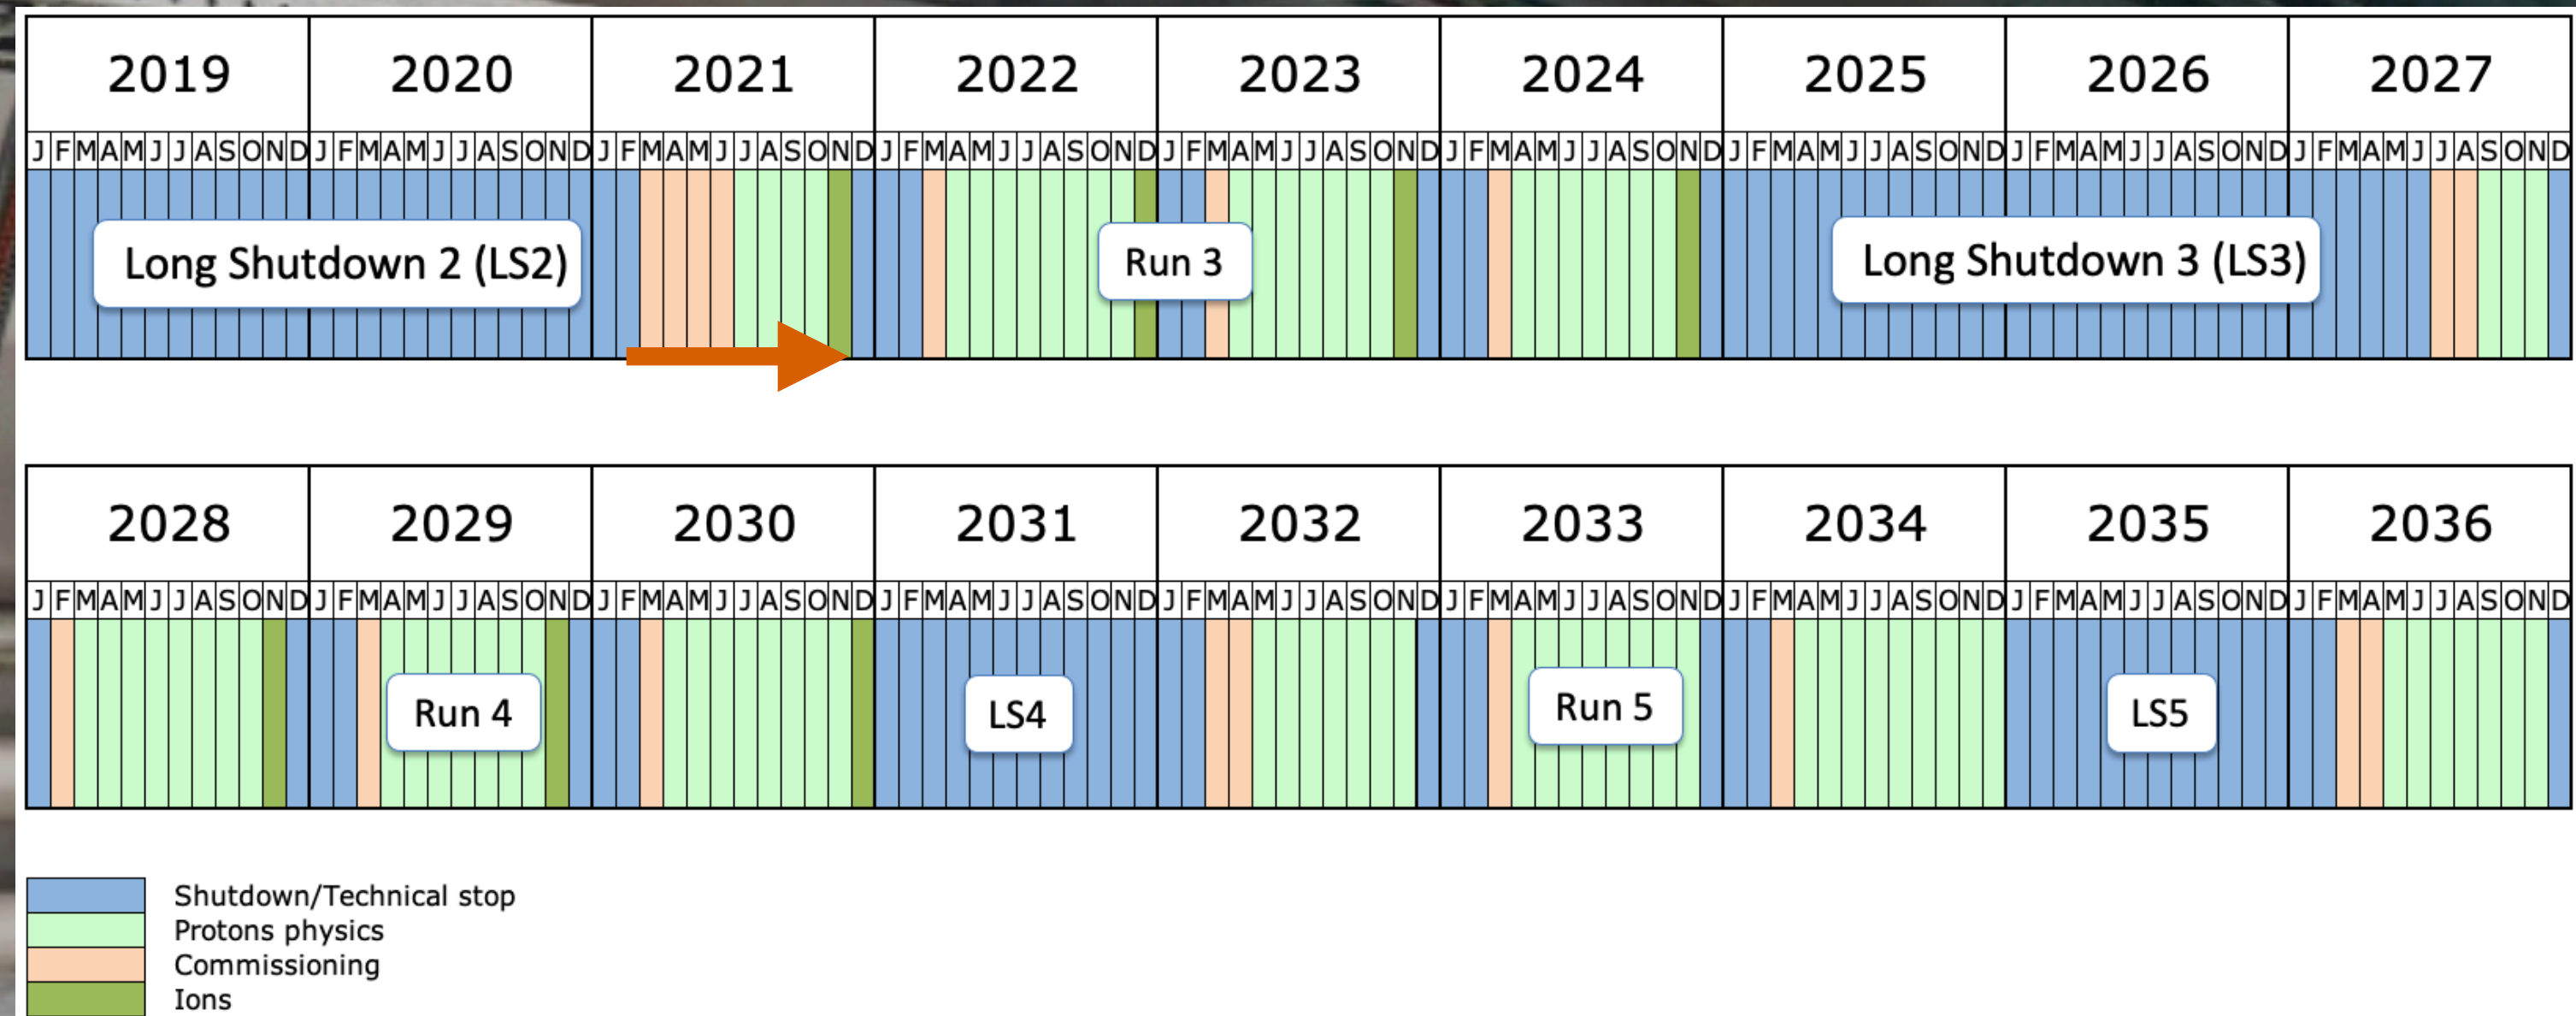 2019 2020 2021 2022 2023 2024 2025 2026 2027
J F M A M J J A S O N D J F M A M J J A S O N D J F M A M J J A S O N D J F M A M J J A S O N D J F M A M J J A S O N D J F M A M J J A S O N D J F M A M J J A S O N D J F M A M J J A S O N D J F M A M J J A S O N D
Long Shutdown 2 (LS2) Run 3 Long Shutdown 3 (LS3)
2028 2029 2030 2031 2032 2033 2034 2035 2036
J F M A M J J A S O N D J F M A M J J A S O N D J F M A M J J A S O N D J F M A M J J A S O N D J F M A M J J A S O N D J F M A M J J A S O N D J F M A M J J A S O N D J F M A M J J A S O N D J F M A M J J A S O N D
Run 4 LS4 Run 5 LS5
Shutdown/Technical stop
Protons physics
Commissioning
Ions